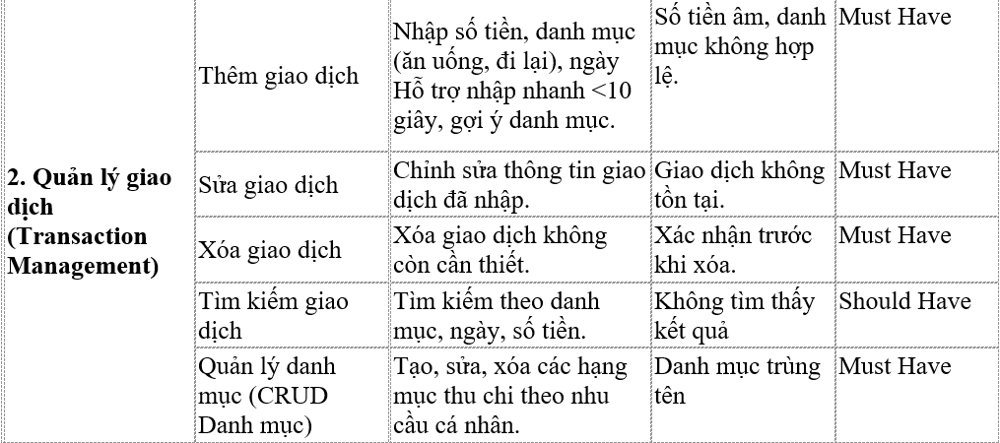 2. Quản lý giao
dịch
(Transaction
Management)
Thêm giao dịch
Nhập số tiền, danh mục
(ăn uống, đi lại), ngày
Hỗ trợ nhập nhanh <10
giây, gợi ý danh mục.
Số tiền âm, danh
mục không hợp
lệ.
Must Have
Sửa giao dịch
Chỉnh sửa thông tin giao
dịch đã nhập.
Giao dịch không
tồn tại.
Must Have
Xóa giao dịch
Xóa giao dịch không
còn cần thiết.
Xác nhận trước
khi xóa.
Must Have
Tìm kiếm giao
dịch
Tìm kiếm theo danh
mục, ngày, số tiền.
Không tìm thấy
kết quả
Should Have
Quản lý danh
mục (CRUD
Danh mục)
Tạo, sửa, xóa các hạng
mục thu chi theo nhu
cầu cá nhân.
Danh mục trùng
tên
Must Have